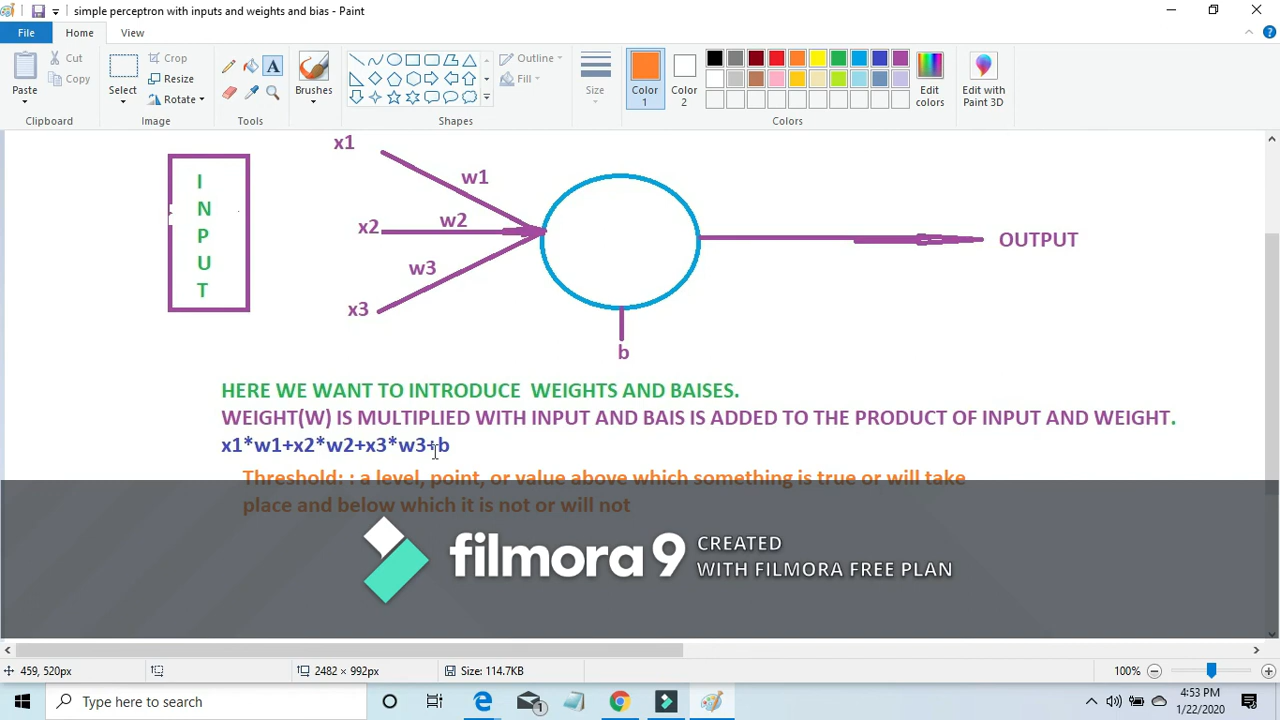 simple perceptron with inputs and weights and bias - Paint
File Home View
Paste
Cut
Copy
Clipboard
Select
Crop
Resize
Rotate
Image
A
Tools
Brushes
Shapes
Outline
Fill
Size
Color 1
Color 2
Colors
Edit colors
Edit with Paint 3D
INPUT
x1
w1
x2
w2
w3
x3
b
OUTPUT
HERE WE WANT TO INTRODUCE WEIGHTS AND BAISES.
WEIGHT(W) IS MULTIPLIED WITH INPUT AND BAIS IS ADDED TO THE PRODUCT OF INPUT AND WEIGHT.
x1*w1+x2*w2+x3*w3+b
Threshold: : a level, point, or value above which something is true or will take
place and below which it is not or will not
filmora 9
CREATED
WITH FILMORA FREE PLAN
459, 520px
2482 × 992px
Size: 114.7KB
100%
Type here to search
1
4:53 PM
1/22/2020